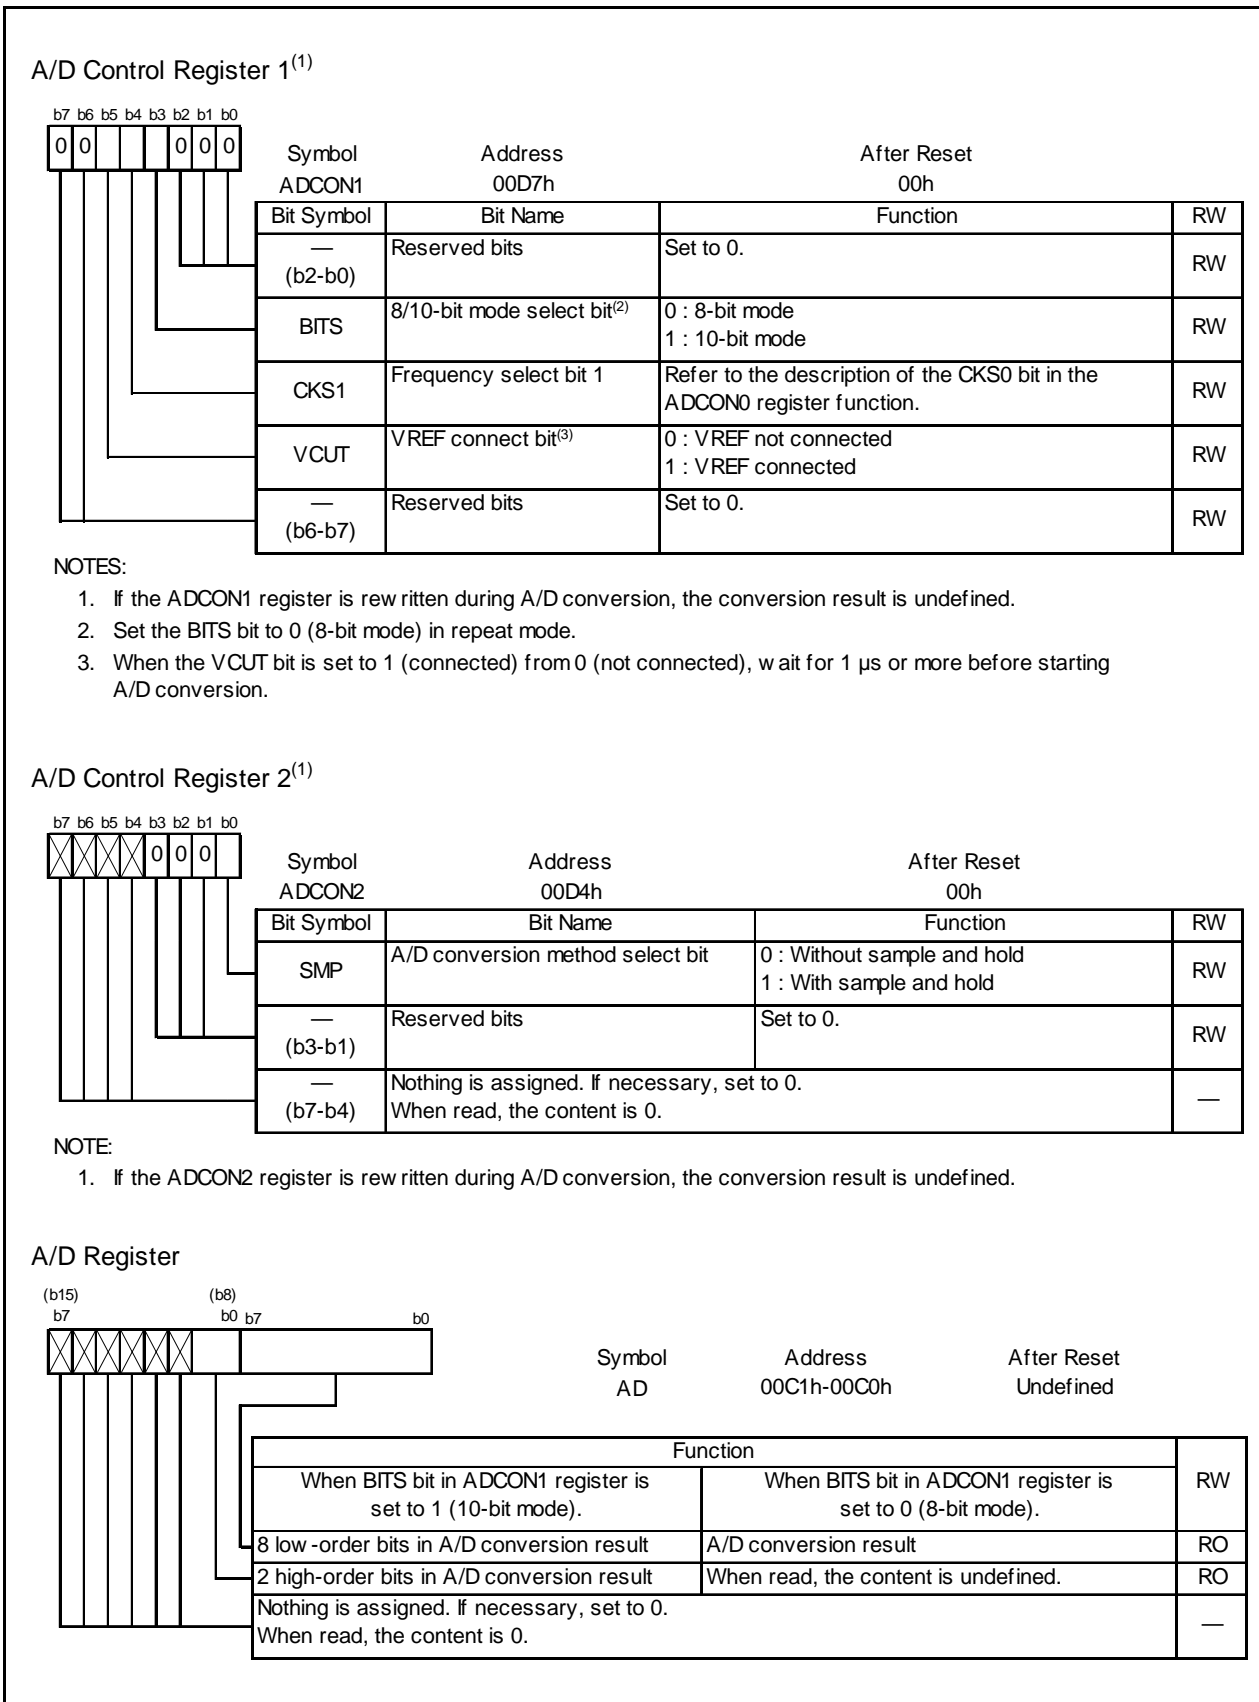 A/D Control Register 1(1)
b7 b6 b5 b4 b3 b2 b1 b0
0 0 0 0 0
Symbol Address After Reset
ADCON1 00D7h 00h
Bit Symbol Bit Name Function RW
— (b2-b0) Reserved bits Set to 0. RW
BITS 8/10-bit mode select bit(2) 0 : 8-bit mode RW
1 : 10-bit mode
CKS1 Frequency select bit 1 Refer to the description of the CKS0 bit in the RW
ADCON0 register function.
VCUT VREF connect bit(3) 0 : VREF not connected RW
1 : VREF connected
— (b6-b7) Reserved bits Set to 0. RW
NOTES:
1. If the ADCON1 register is rewritten during A/D conversion, the conversion result is undefined.
2. Set the BITS bit to 0 (8-bit mode) in repeat mode.
3. When the VCUT bit is set to 1 (connected) from 0 (not connected), wait for 1 µs or more before starting
A/D conversion.
A/D Control Register 2(1)
b7 b6 b5 b4 b3 b2 b1 b0
0 0 0
Symbol Address After Reset
ADCON2 00D4h 00h
Bit Symbol Bit Name Function RW
SMP A/D conversion method select bit 0 : Without sample and hold RW
1 : With sample and hold
— (b3-b1) Reserved bits Set to 0. RW
— (b7-b4) Nothing is assigned. If necessary, set to 0. —
When read, the content is 0.
NOTE:
1. If the ADCON2 register is rewritten during A/D conversion, the conversion result is undefined.
A/D Register
(b15) (b8)
b7 b0 b7 b0
Symbol Address After Reset
AD 00C1h-00C0h Undefined
Function RW
When BITS bit in ADCON1 register is When BITS bit in ADCON1 register is
set to 1 (10-bit mode). set to 0 (8-bit mode).
8 low-order bits in A/D conversion result A/D conversion result RO
2 high-order bits in A/D conversion result When read, the content is undefined. RO
Nothing is assigned. If necessary, set to 0. —
When read, the content is 0.